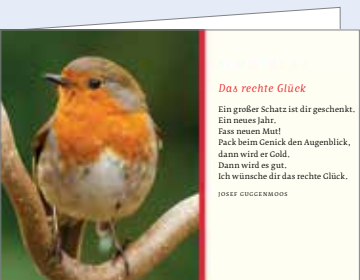 Das rechte Glück
Ein großer Schatz ist dir geschenkt.
Ein neues Jahr.
Fass neuen Mut!
Pack beim Genick den Augenblick,
dann wird er Gold.
Dann wird es gut.
Ich wünsche dir das rechte Glück.
JOSEF GUGGENMOOS